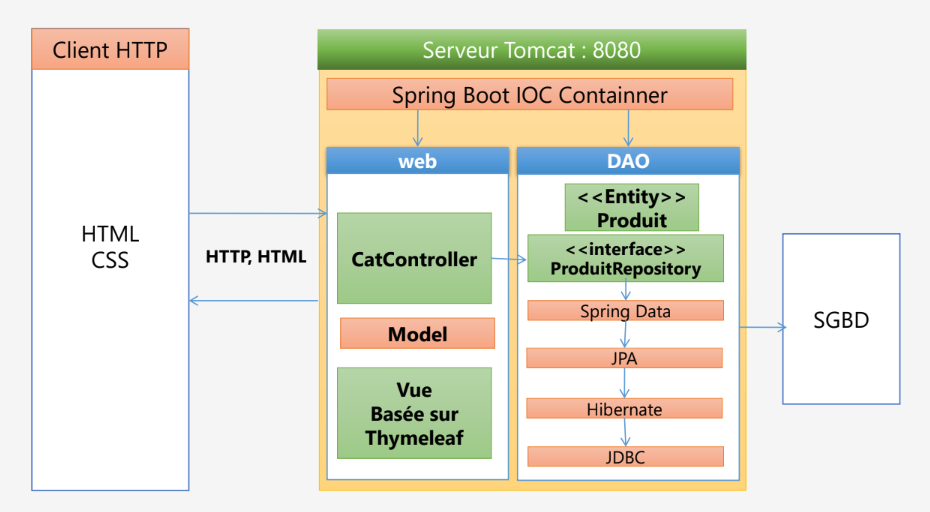 Client HTTP
HTML
CSS
HTTP, HTML
Serveur Tomcat : 8080
Spring Boot IOC Containner
web
CatController
Model
Vue
Basée sur
Thymeleaf
DAO
<<Entity>>
Produit
<<interface>>
ProduitRepository
Spring Data
JPA
Hibernate
JDBC
SGBD